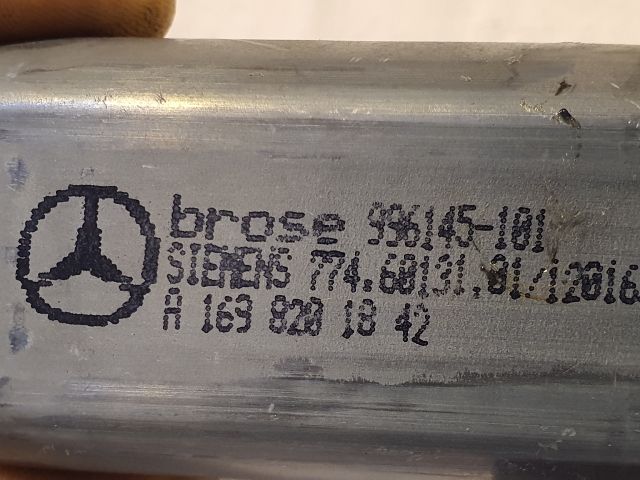 brose 996145-101
SIEMENS 774.60131.01/12016
A 169 820 18 42